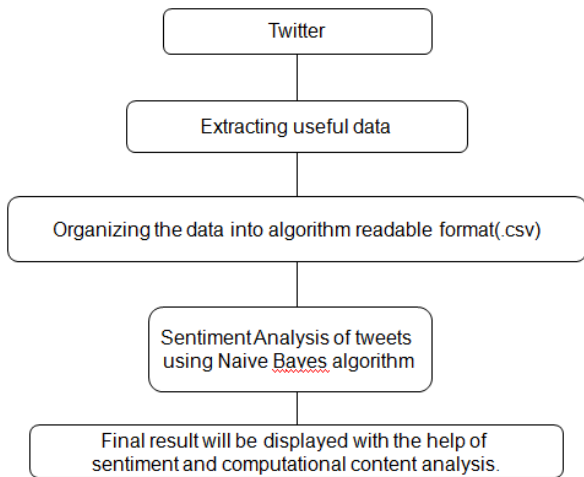 Twitter
Extracting useful data
Organizing the data into algorithm readable format(.csv)
Sentiment Analysis of tweets
using Naive Baves algorithm
Final result will be displayed with the help of
sentiment and computational content analysis.